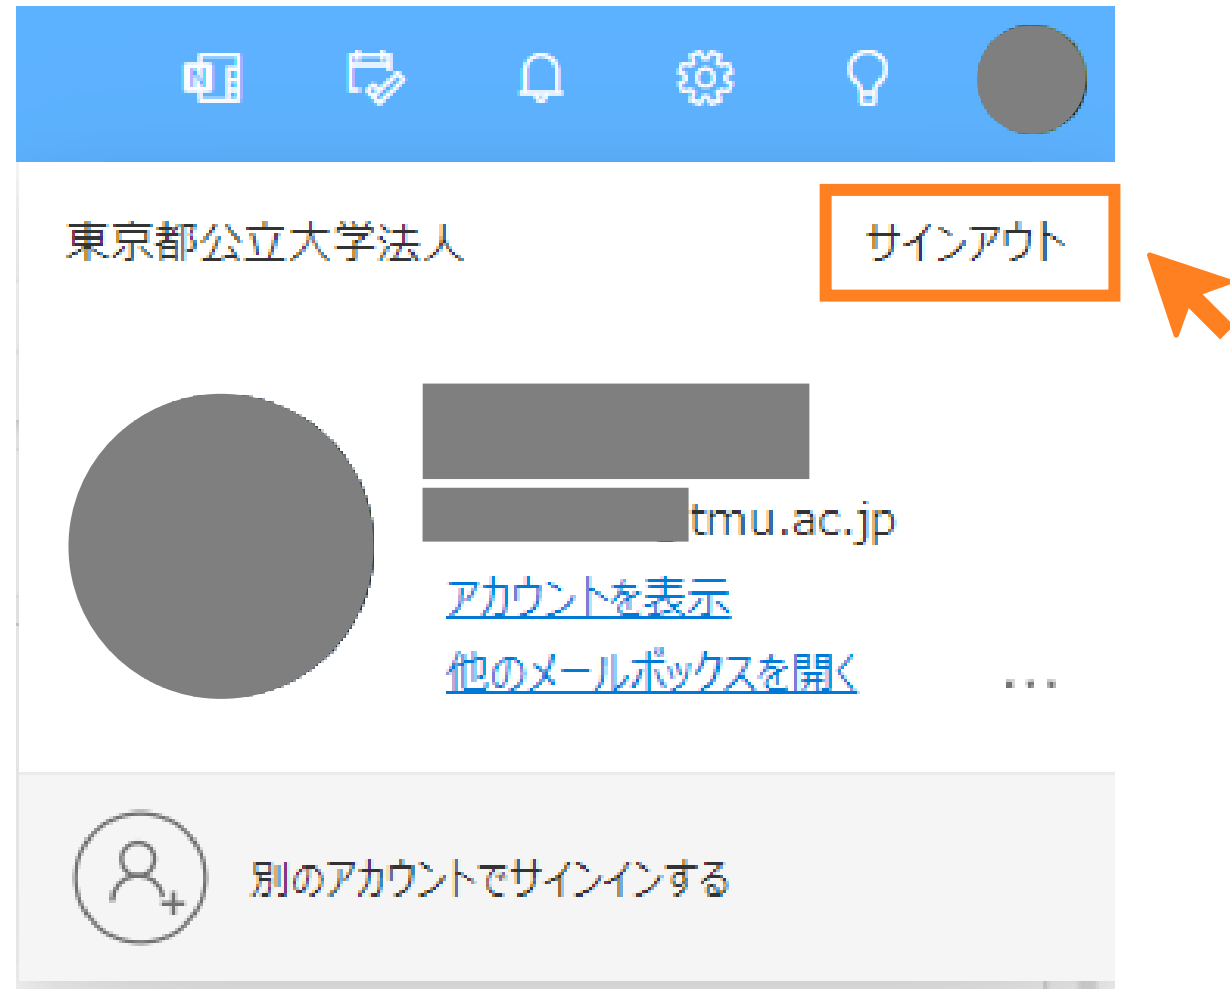 東京都公立大学法人
サインアウト
tmu.ac.jp
アカウントを表示
他のメールボックスを開く
...
別のアカウントでサインインする